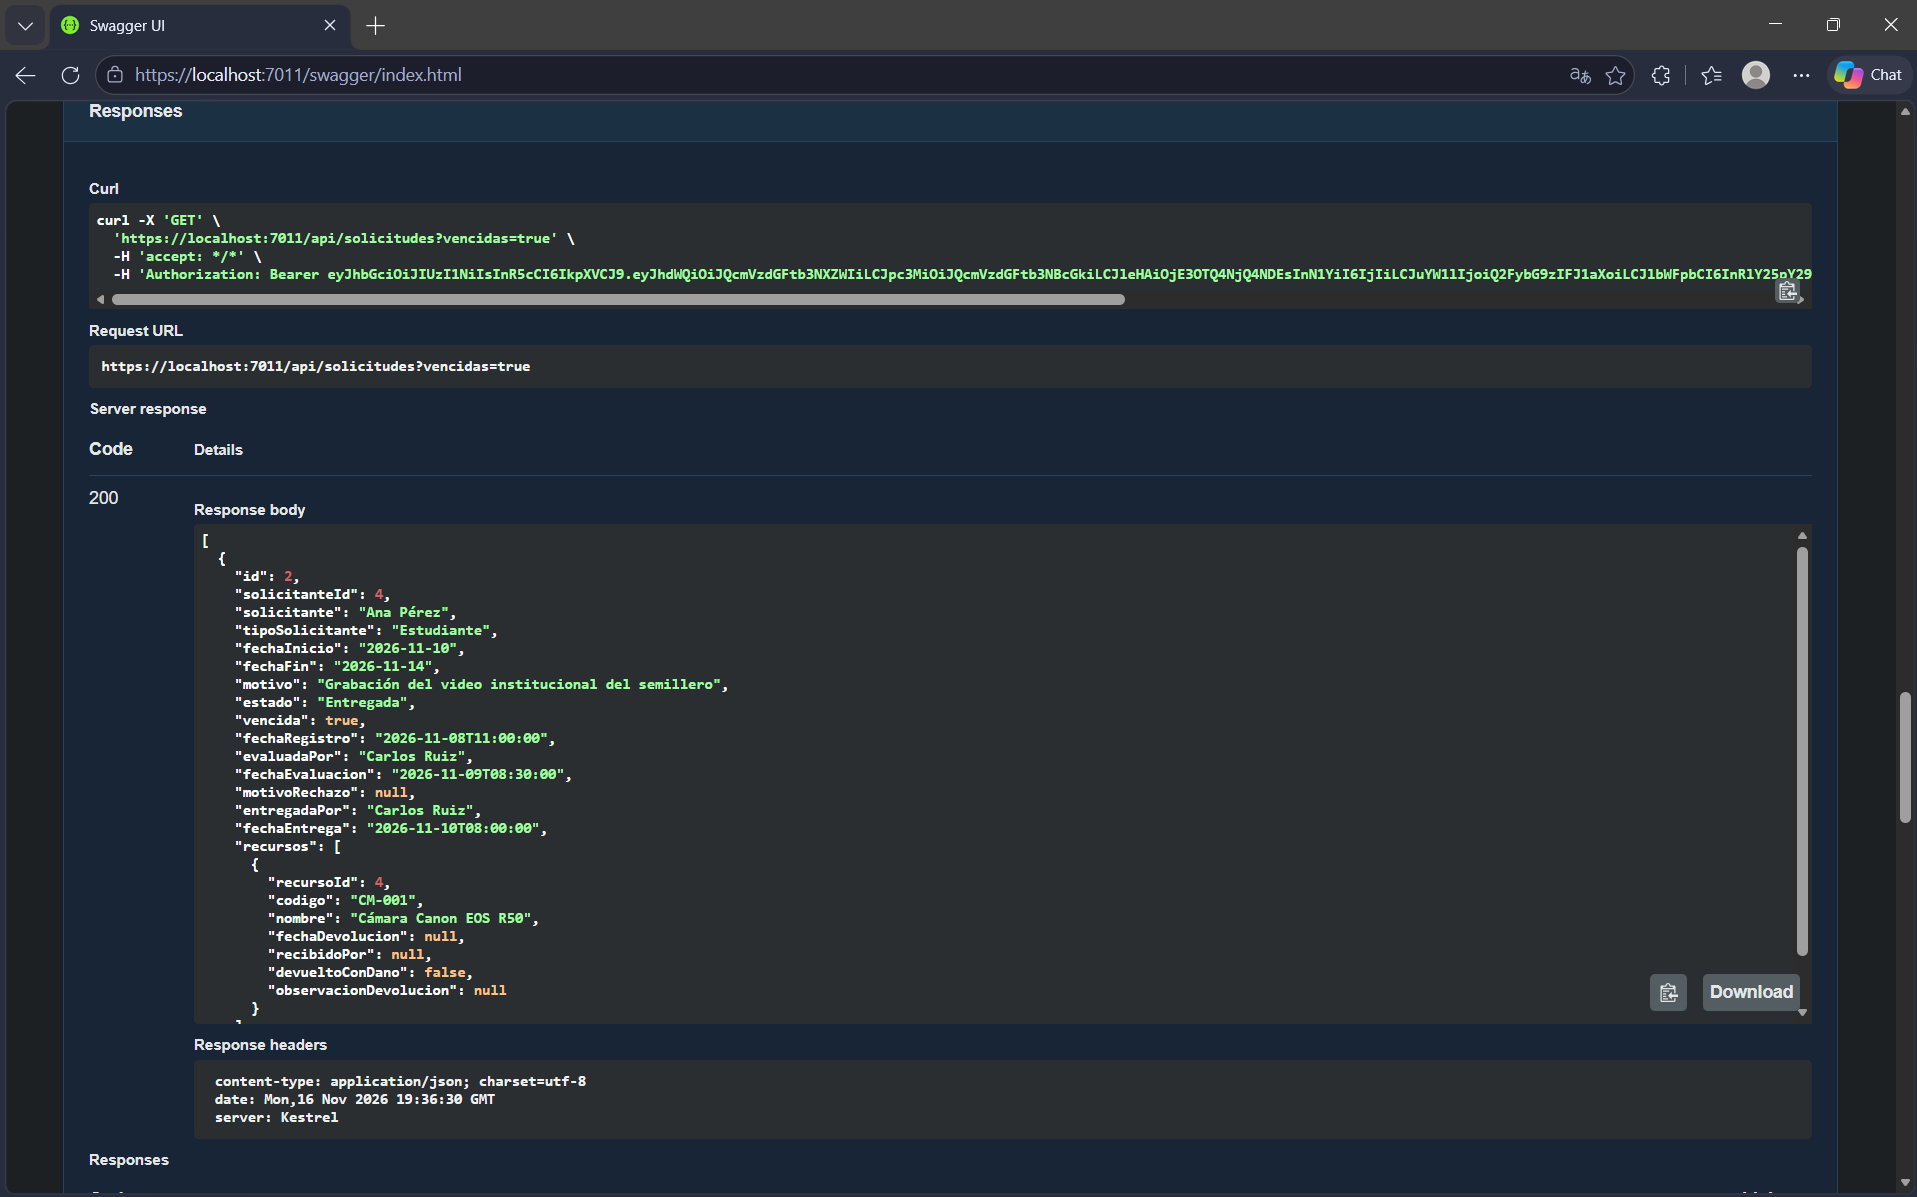 Swagger UI
https://localhost:7011/swagger/index.html
Chat
Responses
Curl
curl -X 'GET' \
'https://localhost:7011/api/solicitudes?vencidas=true' \
-H 'accept: */*' \
-H 'Authorization: Bearer eyJhbGciOiJIUzI1NiIsInR5cCI6IkpXVCJ9.eyJhdWQiOiJQcmVzdGFtb3NXZWIiLCJpc3MiOiJQcmVzdGFtb3NBcGkiLCJleHAiOjE3OTQ4NjQ4NDEsInN1YiI6IjIiLCJuYW1lIjoiQ2FybG9zIFJ1aXoiLCJlbWFpbCI6InRlY25pY29
Request URL
https://localhost:7011/api/solicitudes?vencidas=true
Server response
Code Details
200
Response body
[
{
"id": 2,
"solicitanteId": 4,
"solicitante": "Ana Pérez",
"tipoSolicitante": "Estudiante",
"fechaInicio": "2026-11-10",
"fechaFin": "2026-11-14",
"motivo": "Grabación del video institucional del semillero",
"estado": "Entregada",
"vencida": true,
"fechaRegistro": "2026-11-08T11:00:00",
"evaluadaPor": "Carlos Ruiz",
"fechaEvaluacion": "2026-11-09T08:30:00",
"motivoRechazo": null,
"entregadaPor": "Carlos Ruiz",
"fechaEntrega": "2026-11-10T08:00:00",
"recursos": [
{
"recursoId": 4,
"codigo": "CM-001",
"nombre": "Cámara Canon EOS R50",
"fechaDevolucion": null,
"recibidoPor": null,
"devueltoConDano": false,
"observacionDevolucion": null
}
Download
Response headers
content-type: application/json; charset=utf-8
date: Mon,16 Nov 2026 19:36:30 GMT
server: Kestrel
Responses